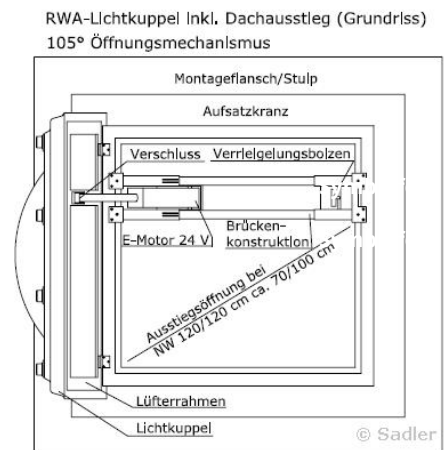 RWA-Lichtkuppel inkl. Dachausstieg (Grundriss)
105° Öffnungsmechanismus
Montageflansch/Stulp
Aufsatzkranz
Verschluss
Verrielgelungsbolzen
E-Motor 24 V
Brücken-
konstruktion
Ausstiegsöffnung bei
NW 120/120 cm ca. 70/100 cm
Lüfterrahmen
Lichtkuppel
© Sadler